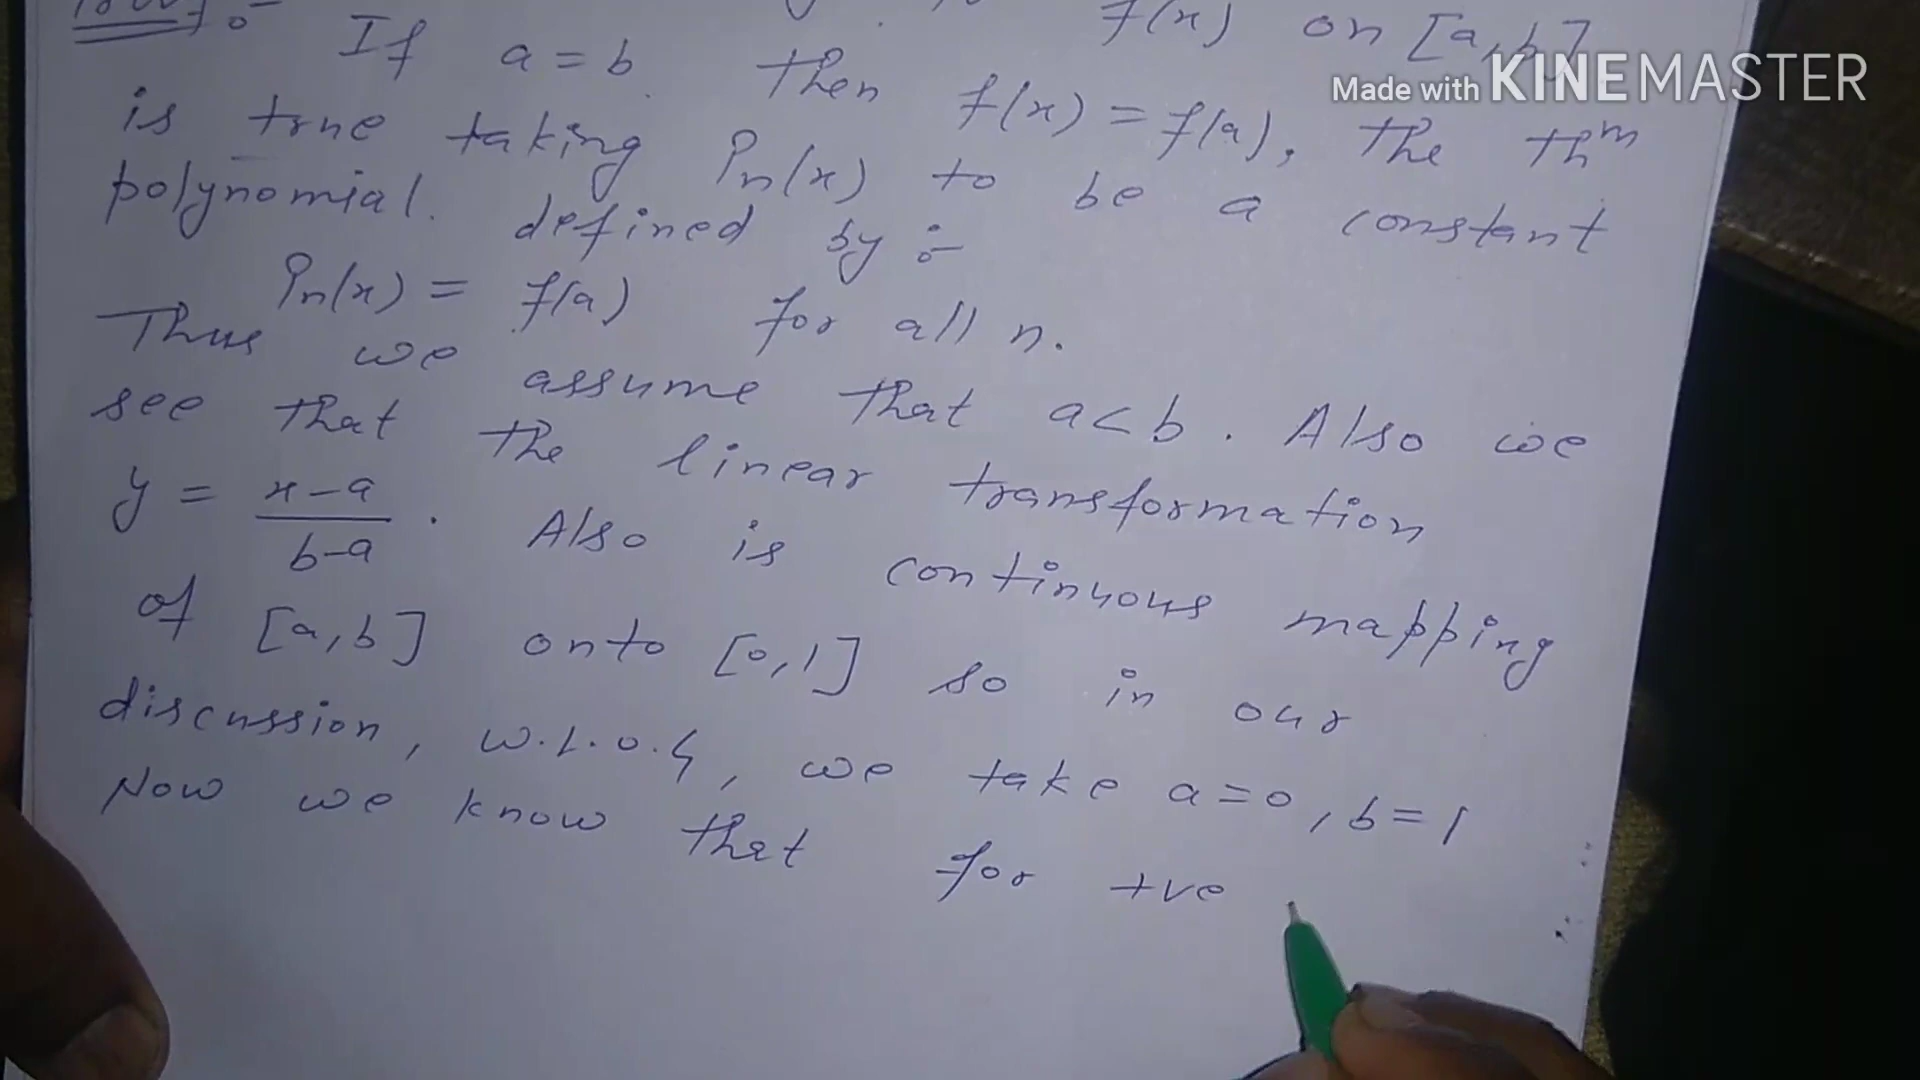 f(x) on [a,b]
Proof :- If a = b then f(x) = f(a), the thm
is true taking Pn(x) to be a constant
polynomial. defined by :-
Pn(x) = f(a) for all n.
Thus we assume that a < b. Also we
see that the linear transformation
y = x-a / b-a . Also is continuous mapping
of [a,b] onto [0,1] so in our
discussion, w.l.o.g, we take a=0, b=1
Now we know that for +ve
Made with KINEMASTER